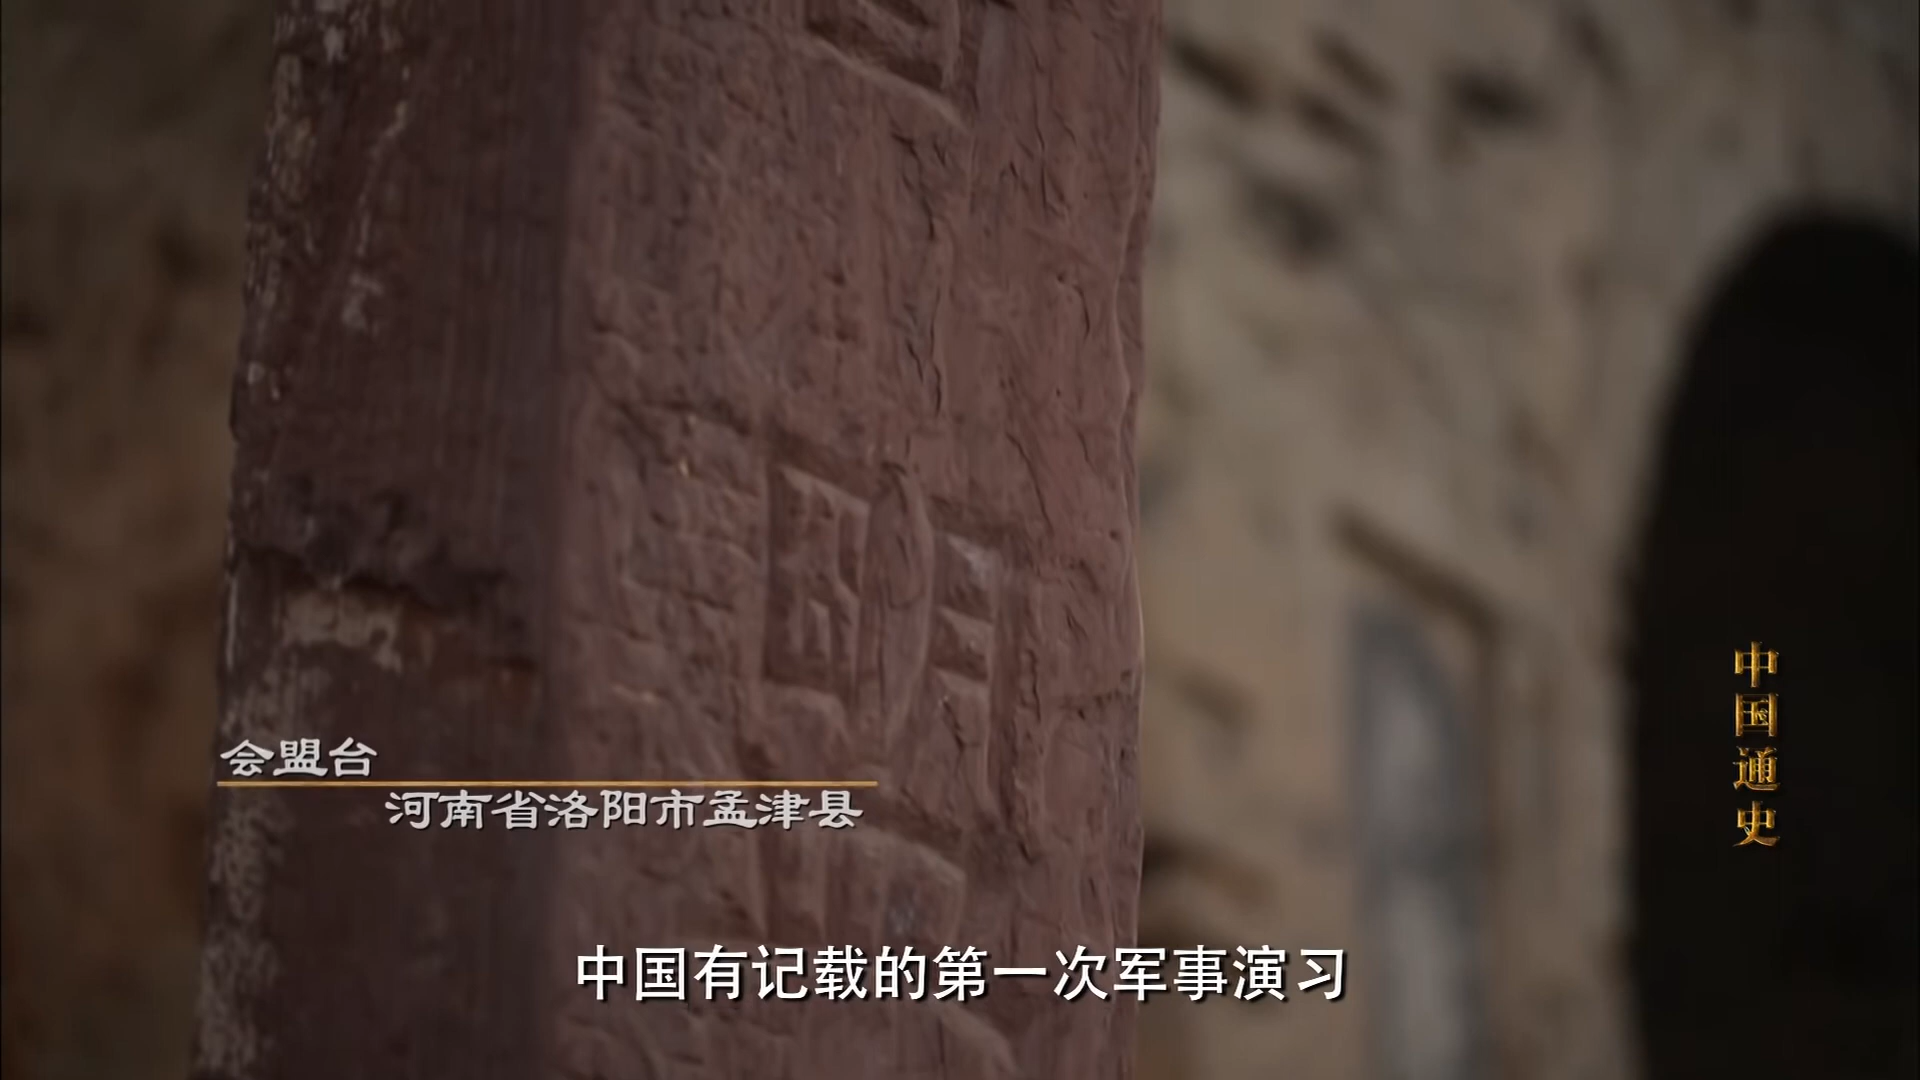 会盟台
河南省洛阳市孟津县
中国通史
中国有记载的第一次军事演习